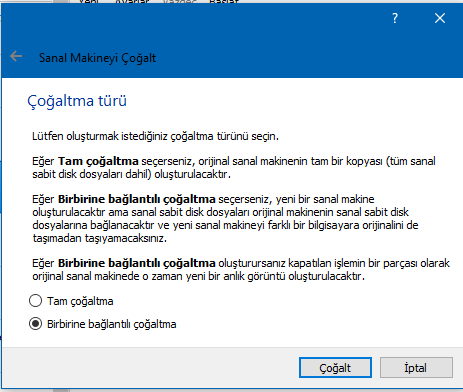 Yeni Ayarlar Vazgeç Başlat
?
Sanal Makineyi Çoğalt
Çoğaltma türü
Lütfen oluşturmak istediğiniz çoğaltma türünü seçin.
Eğer Tam çoğaltma seçerseniz, orijinal sanal makinenin tam bir kopyası (tüm sanal
sabit disk dosyaları dahil) oluşturulacaktır.
Eğer Birbirine bağlantılı çoğaltma seçerseniz, yeni bir sanal makine
oluşturulacaktır ama sanal sabit disk dosyaları orijinal makinenin sanal sabit disk
dosyalarına bağlanacaktır ve yeni sanal makineyi farklı bir bilgisayara orijinalini de
taşımadan taşıyamacaksınız.
Eğer Birbirine bağlantılı çoğaltma oluşturursanız kapatılan işlemin bir parçası olarak
orijinal sanal makinede o zaman yeni bir anlık görüntü oluşturulacaktır.
Tam çoğaltma
Birbirine bağlantılı çoğaltma
Çoğalt İptal